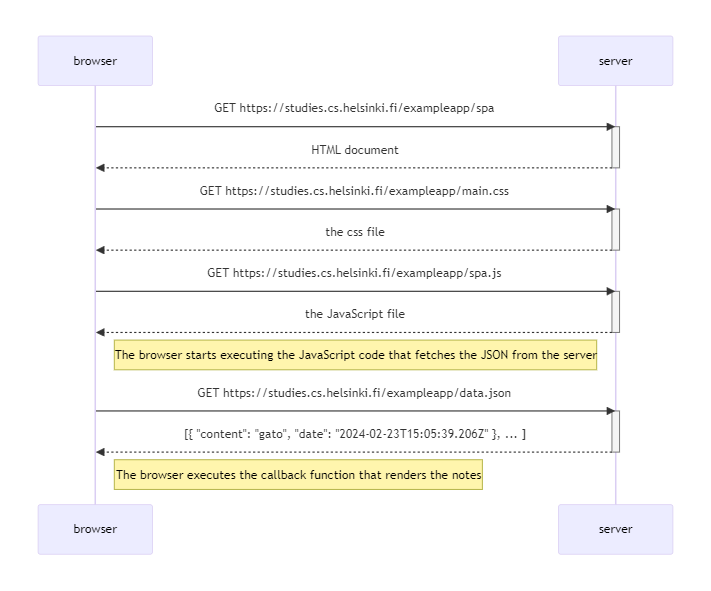 browser
server
GET https://studies.cs.helsinki.fi/exampleapp/spa
HTML document
GET https://studies.cs.helsinki.fi/exampleapp/main.css
the css file
GET https://studies.cs.helsinki.fi/exampleapp/spa.js
the JavaScript file
The browser starts executing the JavaScript code that fetches the JSON from the server
GET https://studies.cs.helsinki.fi/exampleapp/data.json
[{ "content": "gato", "date": "2024-02-23T15:05:39.206Z" }, ... ]
The browser executes the callback function that renders the notes
browser
server